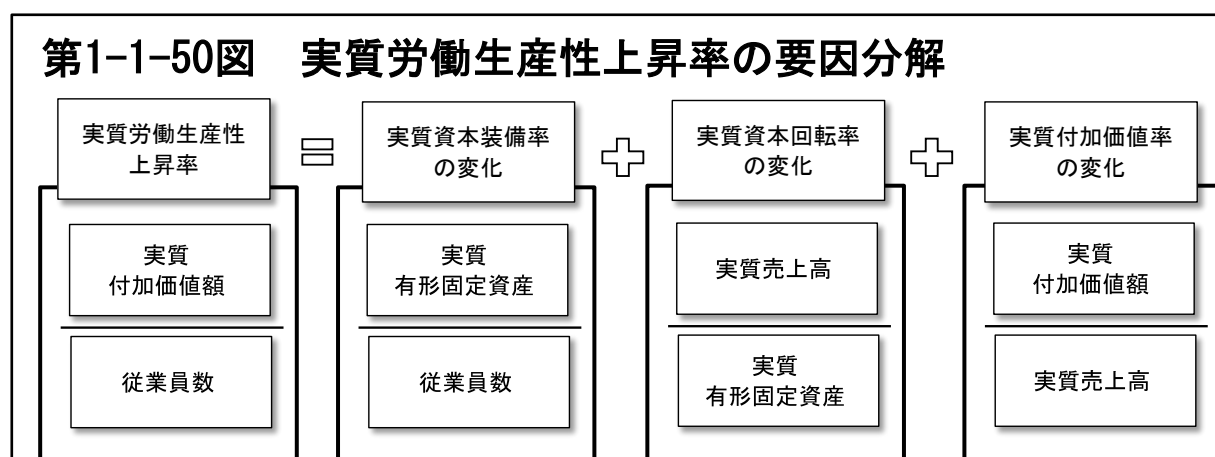 第1-1-50図 実質労働生産性上昇率の要因分解
実質労働生産性
上昇率
=
実質資本装備率
の変化
+
実質資本回転率
の変化
+
実質付加価値率
の変化
実質
付加価値額
従業員数
実質
有形固定資産
従業員数
実質売上高
実質
有形固定資産
実質
付加価値額
実質売上高